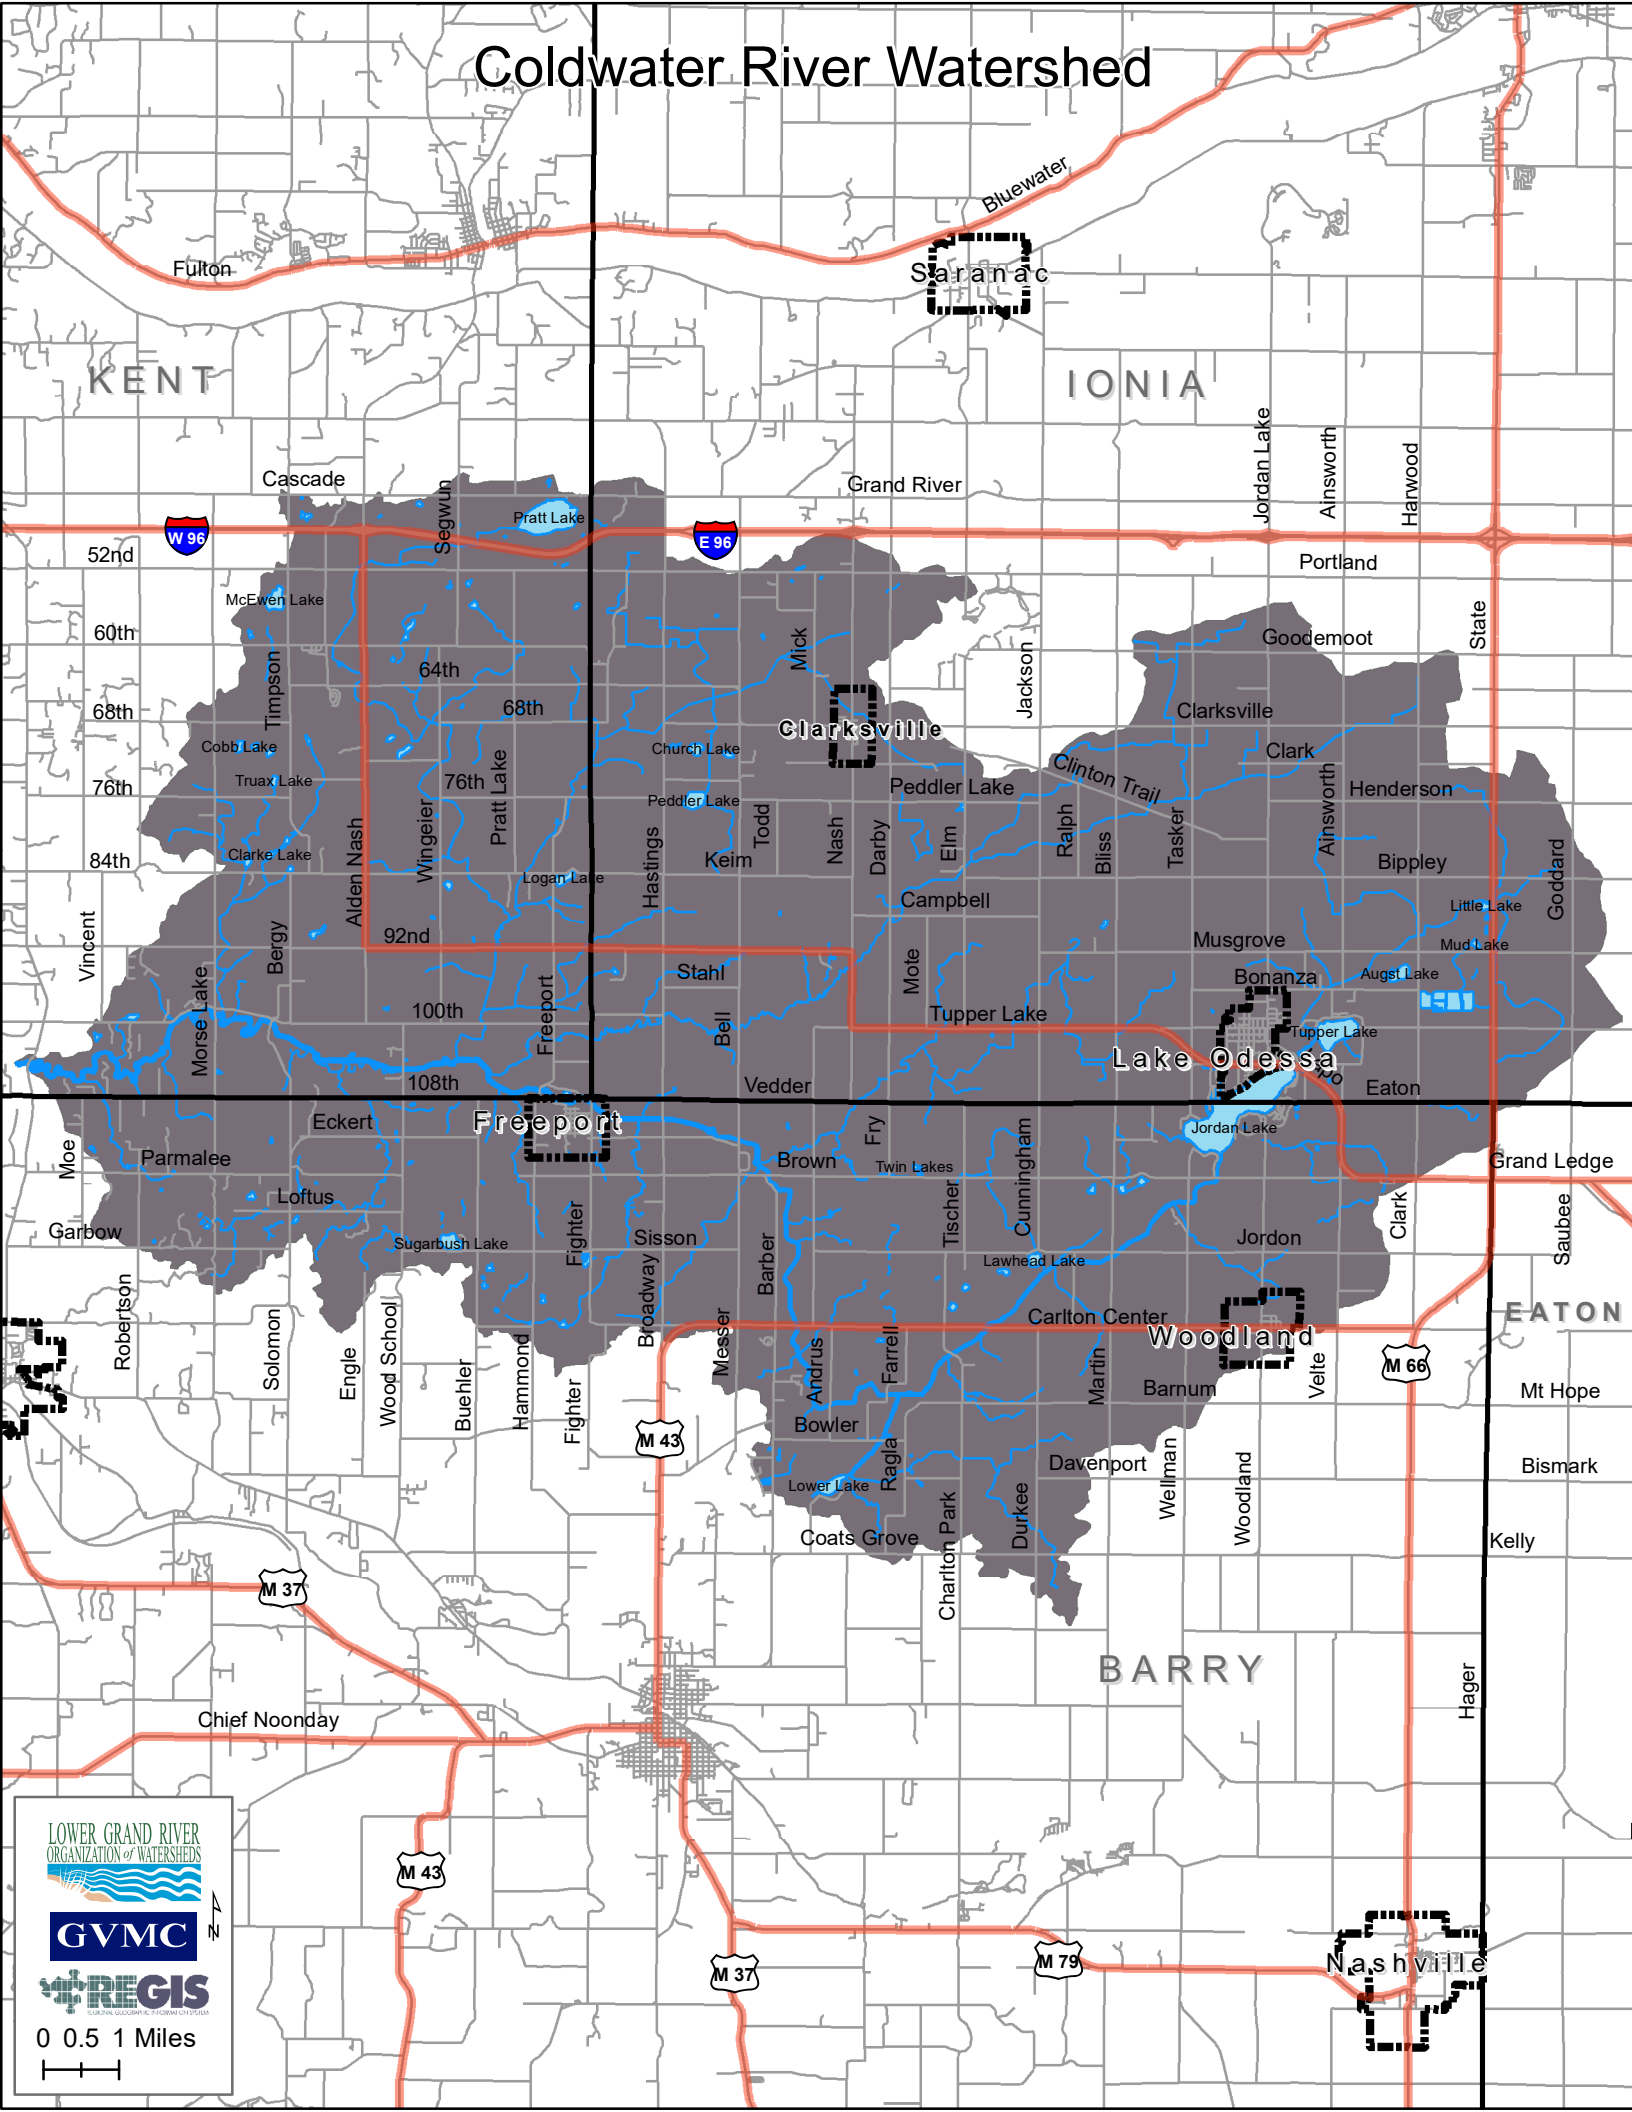 Coldwater River Watershed
Bluewater
Fulton
Saranac
KENT
IONIA
Jordan Lake
Ainsworth
Harwood
Cascade
Grand River
Segwun
Pratt Lake
W 96
E 96
52nd
Portland
McEwen Lake
60th
Goodemoot
State
Mick
Jackson
64th
Timpson
68th
68th
Clarksville
Clarksville
Cobb Lake
Church Lake
Clark
Truax Lake
76th
76th
Pratt Lake
Peddler Lake
Peddler Lake
Clinton Trail
Henderson
Ainsworth
Wingeier
Todd
Nash
Darby
Elm
Ralph
Bliss
Tasker
84th
Clarke Lake
Keim
Bippley
Alden Nash
Logan Lake
Hastings
Campbell
Little Lake
Goddard
Vincent
Bergy
92nd
Musgrove
Mud Lake
Stahl
Mote
Bonanza
Augst Lake
Morse Lake
100th
Freeport
Bell
Tupper Lake
Tupper Lake
Lake Odessa
108th
Vedder
Eaton
Eckert
Freeport
Fry
Cunningham
Jordan Lake
Moe
Parmalee
Brown
Twin Lakes
Grand Ledge
Loftus
Tischer
Clark
Saubee
Garbow
Sugarbush Lake
Fighter
Sisson
Barber
Lawhead Lake
Jordon
Robertson
Broadway
Carlton Center
EATON
Solomon
Engle
Wood School
Buehler
Hammond
Fighter
Messer
Andrus
Farrell
Martin
Woodland
Velte
M 66
Barnum
Mt Hope
M 43
Bowler
Ragla
Davenport
Wellman
Woodland
Bismark
Lower Lake
Coats Grove
Charlton Park
Durkee
Kelly
M 37
BARRY
Hager
Chief Noonday
LOWER GRAND RIVER
ORGANIZATION of WATERSHEDS
M 43
GVMC
N
M 37
M 79
Nashville
REGIS
REGIONAL GEOGRAPHIC INFORMATION SYSTEM
0 0.5 1 Miles